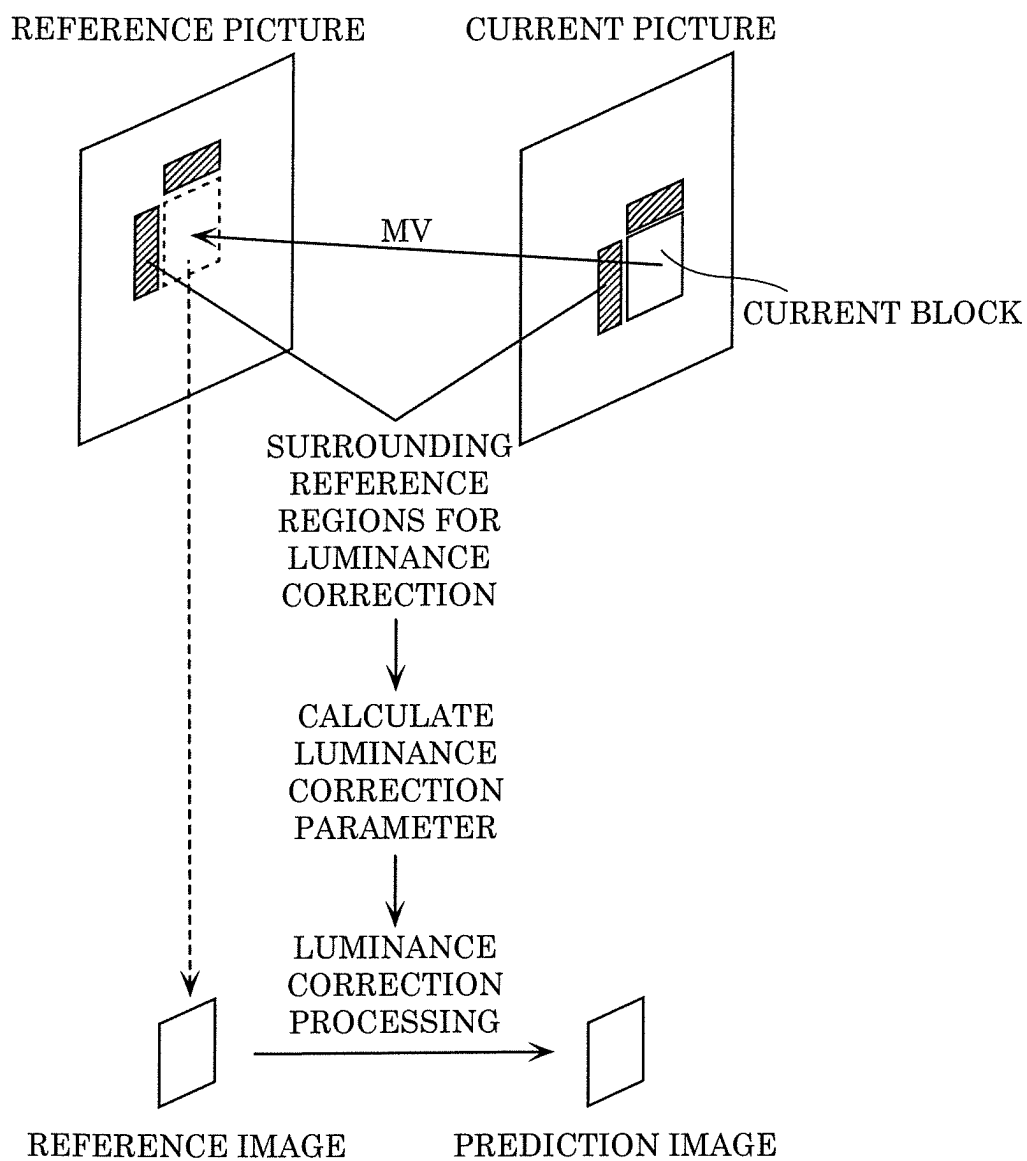 REFERENCE PICTURE
CURRENT PICTURE
MV
CURRENT BLOCK
SURROUNDING
REFERENCE
REGIONS FOR
LUMINANCE
CORRECTION
CALCULATE
LUMINANCE
CORRECTION
PARAMETER
LUMINANCE
CORRECTION
PROCESSING
REFERENCE IMAGE
PREDICTION IMAGE